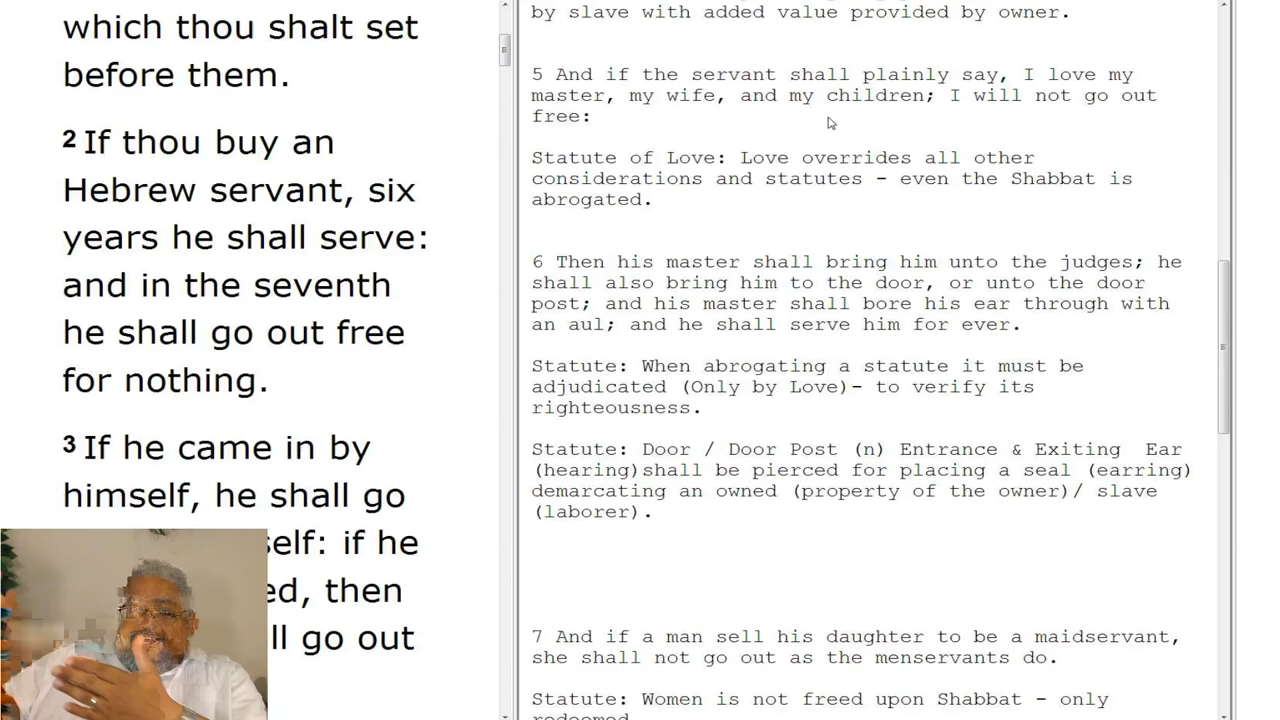 which thou shalt set
before them.
2 If thou buy an
Hebrew servant, six
years he shall serve:
and in the seventh
he shall go out free
for nothing.
3 If he came in by
himself, he shall go
self: if he
ed, then
ll go out
by slave with added value provided by owner.
5 And if the servant shall plainly say, I love my
master, my wife, and my children; I will not go out
free:
Statute of Love: Love overrides all other
considerations and statutes - even the Shabbat is
abrogated.
6 Then his master shall bring him unto the judges; he
shall also bring him to the door, or unto the door
post; and his master shall bore his ear through with
an aul; and he shall serve him for ever.
Statute: When abrogating a statute it must be
adjudicated (Only by Love)- to verify its
righteousness.
Statute: Door / Door Post (n) Entrance & Exiting  Ear
(hearing)shall be pierced for placing a seal (earring)
demarcating an owned (property of the owner)/ slave
(laborer).
7 And if a man sell his daughter to be a maidservant,
she shall not go out as the menservants do.
Statute: Women is not freed upon Shabbat - only
redeemed